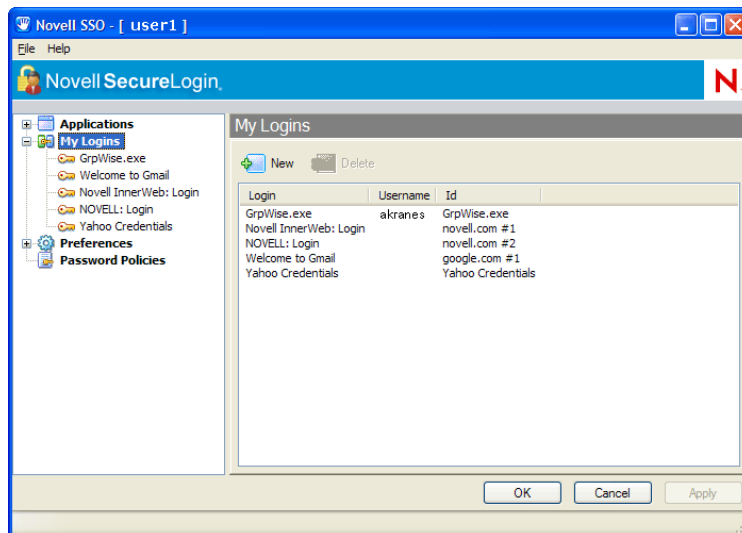 Novell SSO - [ user1 ]
File Help
Novell SecureLogin.
N
Applications
My Logins
GrpWise.exe
Welcome to Gmail
Novell InnerWeb: Login
NOVELL: Login
Yahoo Credentials
Preferences
Password Policies
My Logins
New Delete
Login Username Id
GrpWise.exe akranes GrpWise.exe
Novell InnerWeb: Login novell.com #1
NOVELL: Login novell.com #2
Welcome to Gmail google.com #1
Yahoo Credentials Yahoo Credentials
OK Cancel Apply